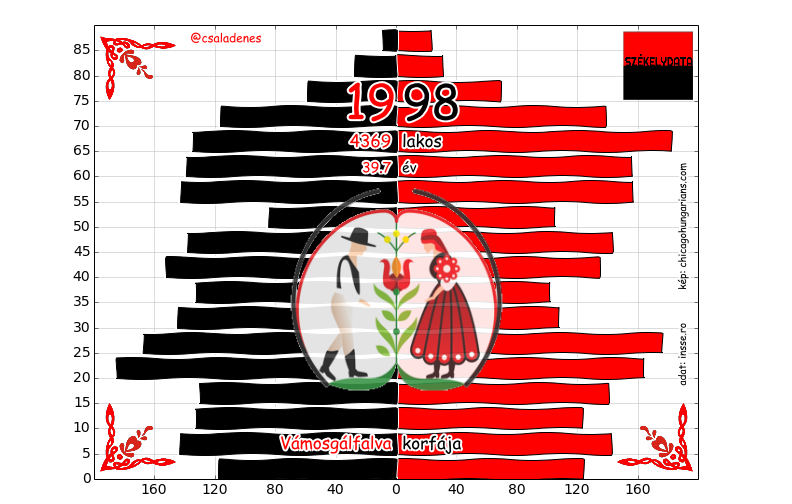 @csaladenes
SZÉKELYDATA
1998
4369 lakos
39.7 év
kép: chicagohungarians.com
adat: insse.ro
Vámosgálfalva korfája
85
80
75
70
65
60
55
50
45
40
35
30
25
20
15
10
5
0
160 120 80 40 0 40 80 120 160